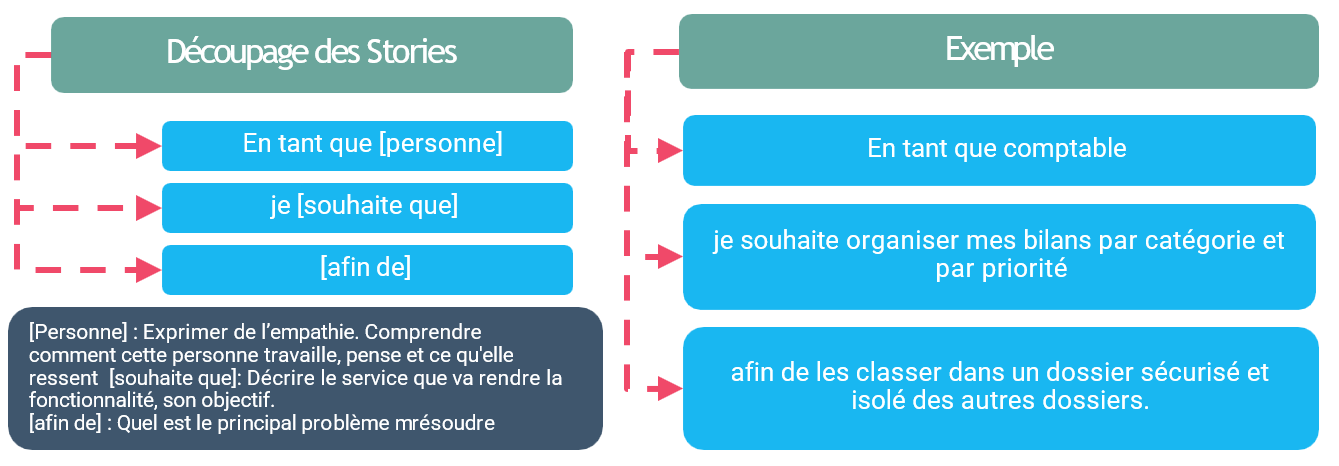 Découpage des Stories
En tant que [personne]
je [souhaite que]
[afin de]
[Personne] : Exprimer de l’empathie. Comprendre
comment cette personne travaille, pense et ce qu'elle
ressent  [souhaite que]: Décrire le service que va rendre la
fonctionnalité, son objectif.
[afin de] : Quel est le principal problème mrésoudre
Exemple
En tant que comptable
je souhaite organiser mes bilans par catégorie et
par priorité
afin de les classer dans un dossier sécurisé et
isolé des autres dossiers.